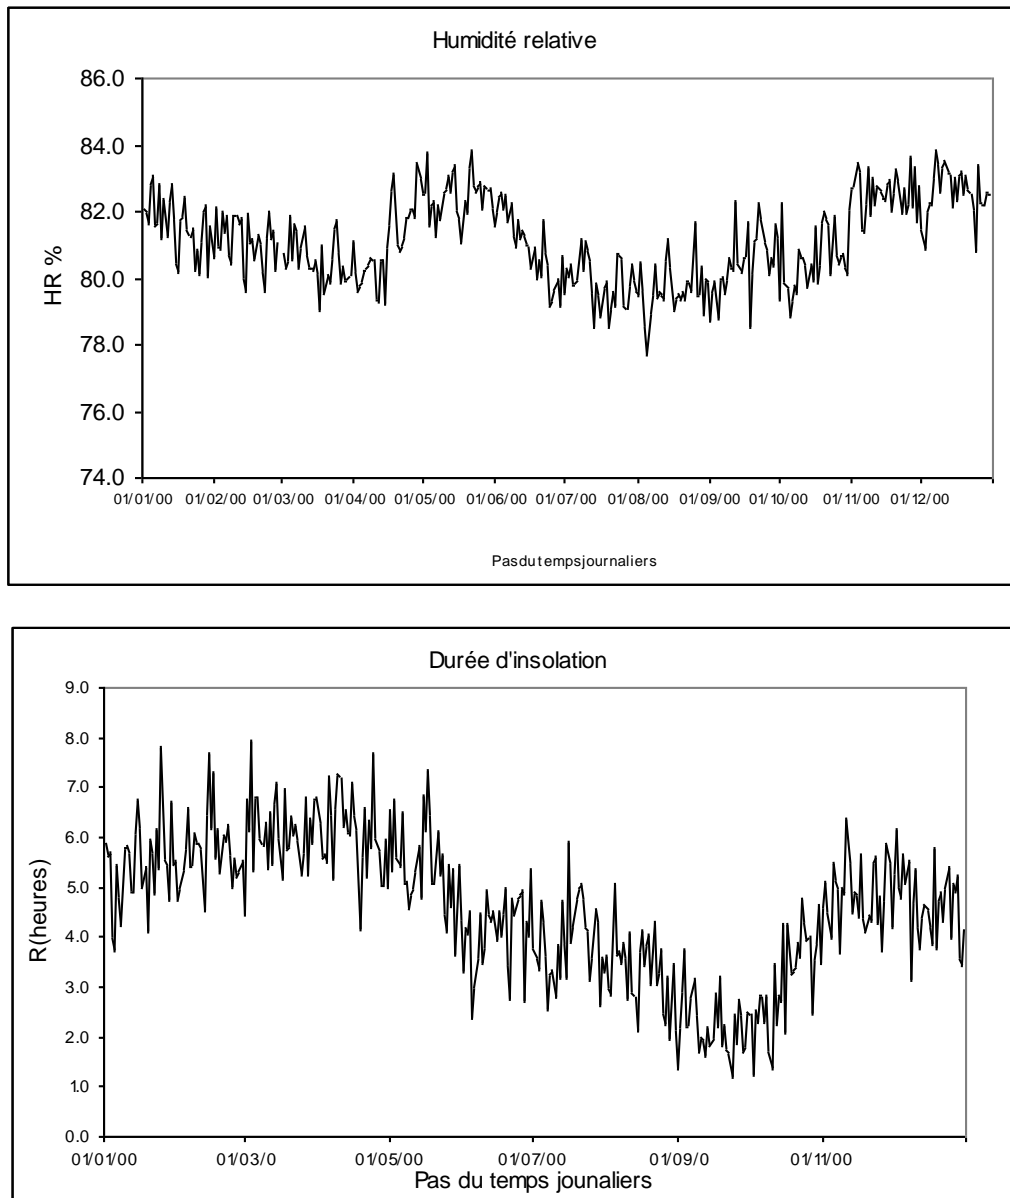 Humidité relative
86.0
84.0
82.0
80.0
78.0
76.0
74.0
HR %
01/01/00 01/02/00 01/03/00 01/04/00 01/05/00 01/06/00 01/07/00 01/08/00 01/09/00 01/10/00 01/11/00 01/12/00
Pasdutempsjournaliers
Durée d'insolation
9.0
8.0
7.0
6.0
5.0
4.0
3.0
2.0
1.0
0.0
R(heures)
01/01/00 01/03/0 01/05/00 01/07/00 01/09/0 01/11/00
Pas du temps jounaliers